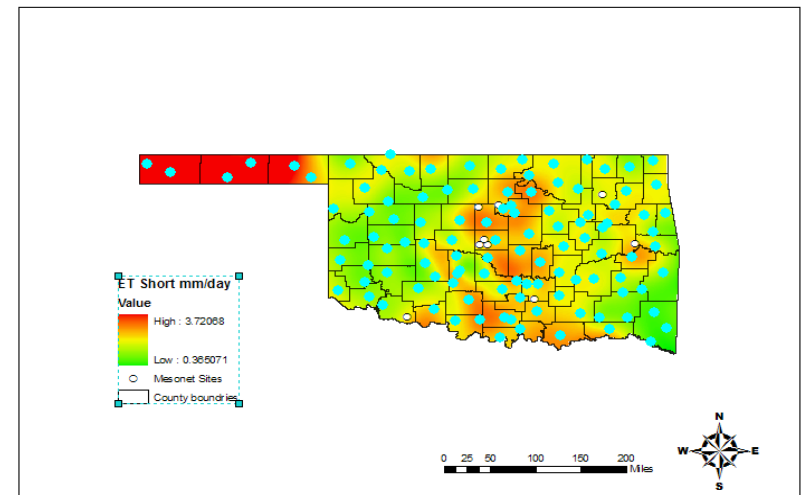 ET Short mm/day
Value
High : 3.72068
Low : 0.365071
Mesonet Sites
County boundries
N
W
E
S
0 25 50 100 150 200
Miles